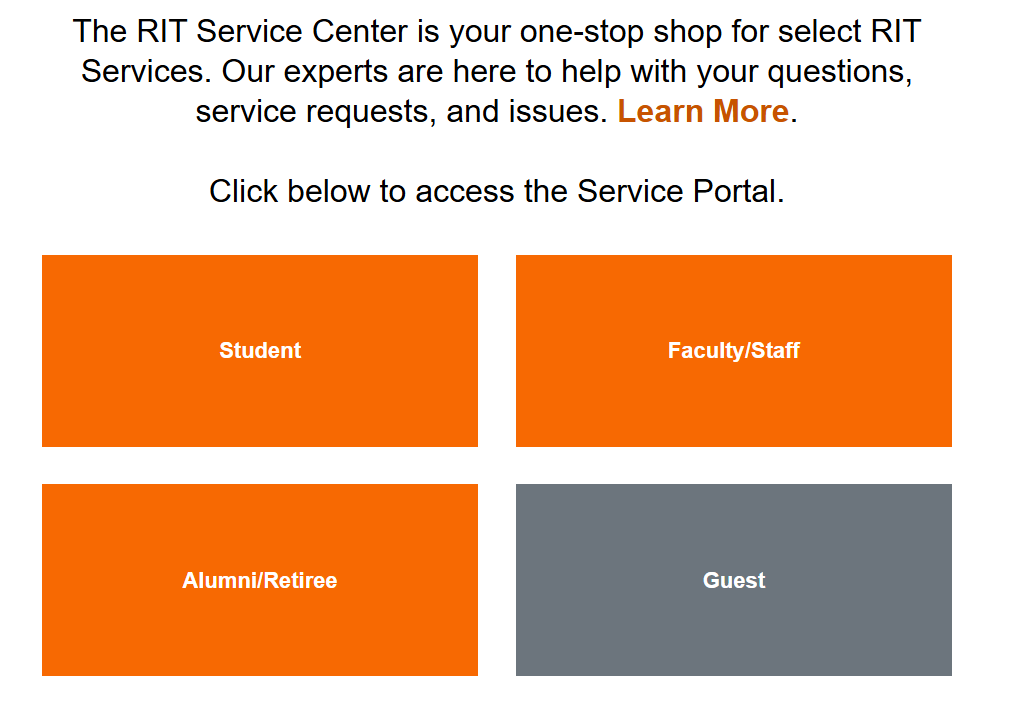 The RIT Service Center is your one-stop shop for select RIT
Services. Our experts are here to help with your questions,
service requests, and issues. Learn More.
Click below to access the Service Portal.
Student
Faculty/Staff
Alumni/Retiree
Guest